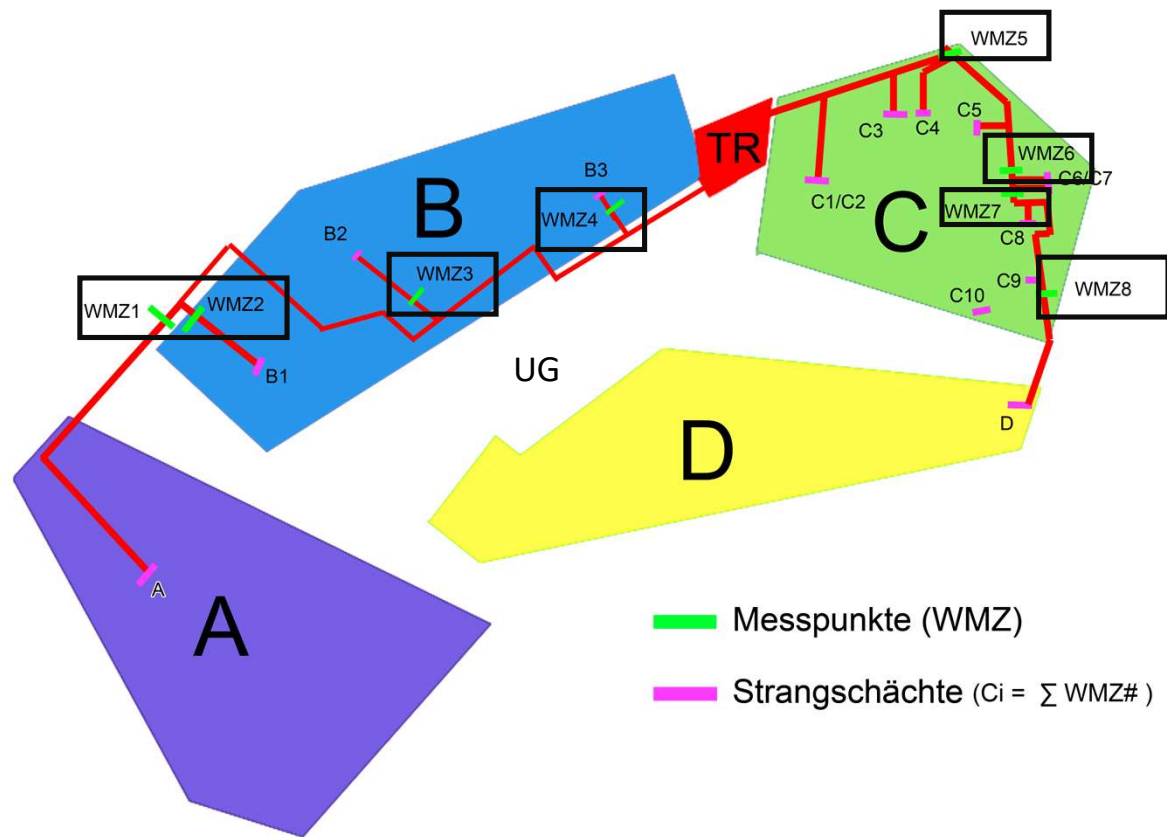 WMZ5
C3
C4
C5
TR
WMZ6
C6/C7
B3
C1/C2
WMZ4
WMZ7
C
B
C8
B2
WMZ3
C9
WMZ8
C10
WMZ1
WMZ2
UG
B1
D
D
A
A
Messpunkte (WMZ)
Strangschächte (Ci = ∑ WMZ# )